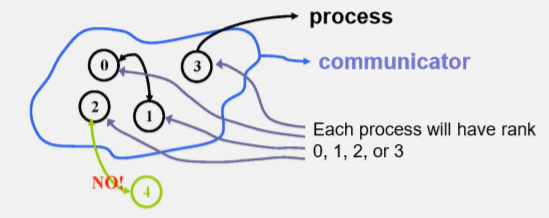 process
0
3
communicator
2
1
Each process will have rank
0, 1, 2, or 3
NO!
4